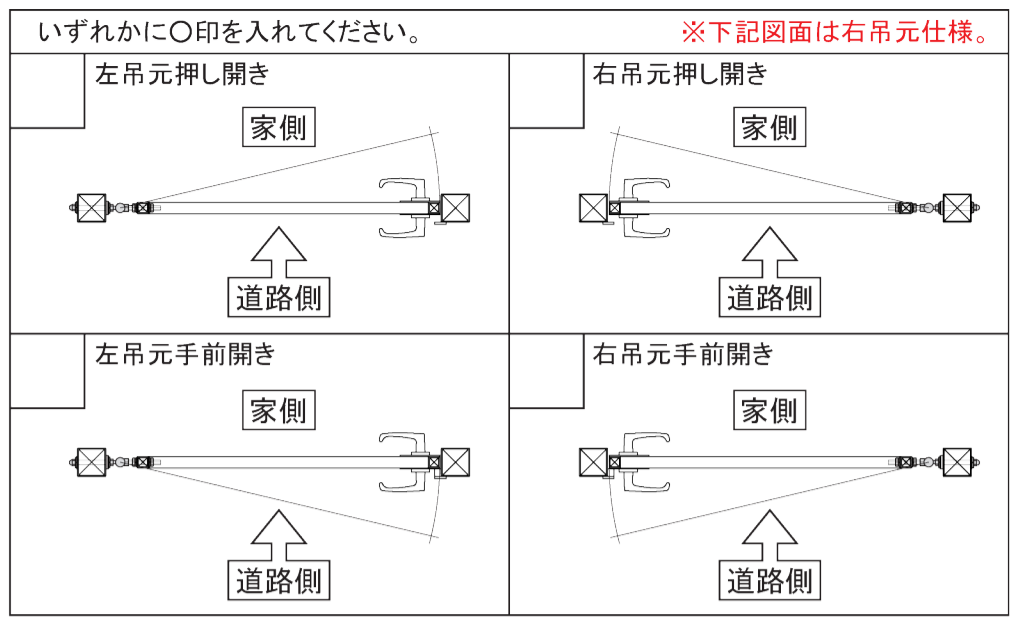 いずれかに〇印を入れてください。
※下記図面は右吊元仕様。
左吊元押し開き
家側
道路側
右吊元押し開き
家側
道路側
左吊元手前開き
家側
道路側
右吊元手前開き
家側
道路側